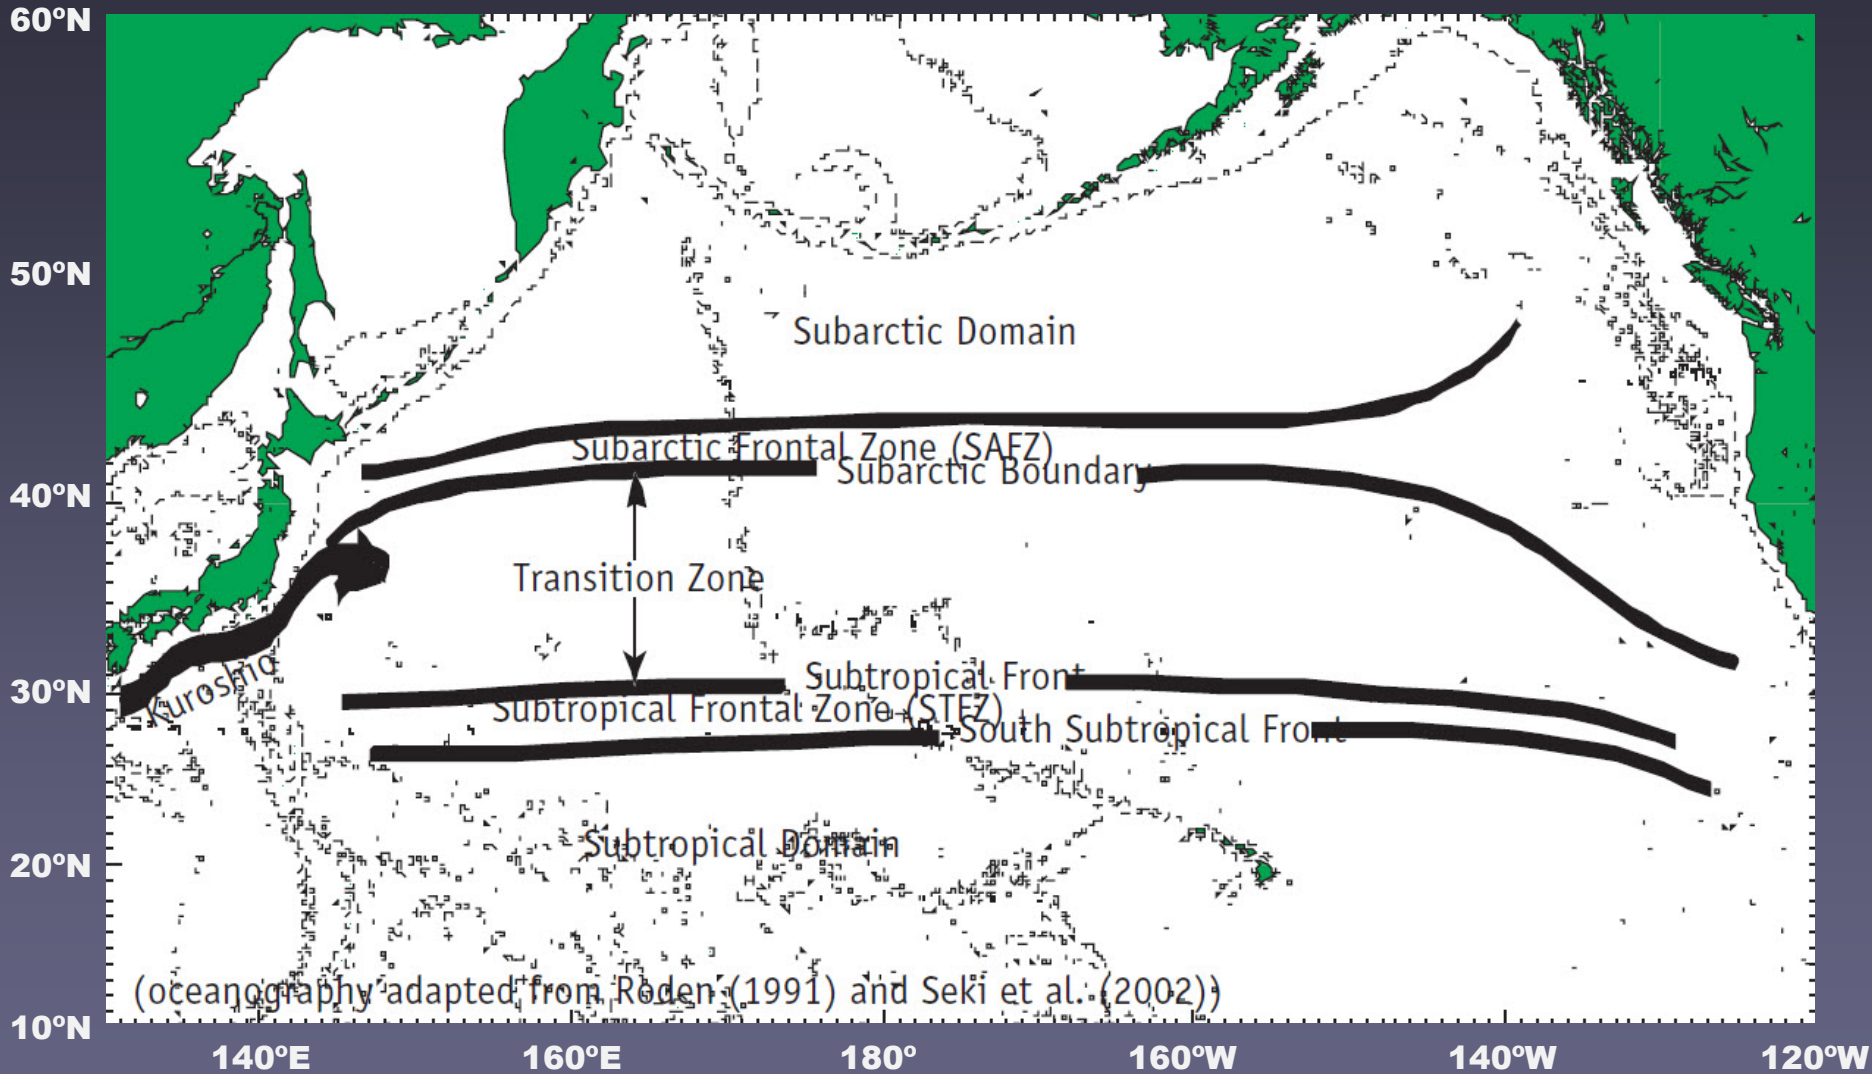 60ºN
50ºN
Subarctic Domain
Subarctic Frontal Zone (SAFZ)
Subarctic Boundary
40ºN
Transition Zone
Kuroshio
30ºN
Subtropical Front
Subtropical Frontal Zone (STFZ)
South Subtropical Front
Subtropical Domain
20ºN
(oceanography adapted from Roden (1991) and Seki et al. (2002))
10ºN
140ºE 160ºE 180º 160ºW 140ºW 120ºW